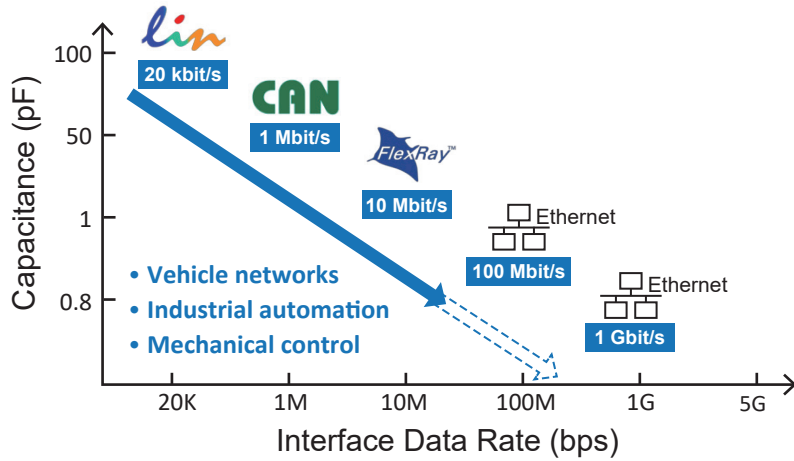 Capacitance (pF)
100
50
1
0.8
lin
20 kbit/s
CAN
1 Mbit/s
FlexRay™
10 Mbit/s
Ethernet
100 Mbit/s
Ethernet
1 Gbit/s
• Vehicle networks
• Industrial automation
• Mechanical control
20K 1M 10M 100M 1G 5G
Interface Data Rate (bps)